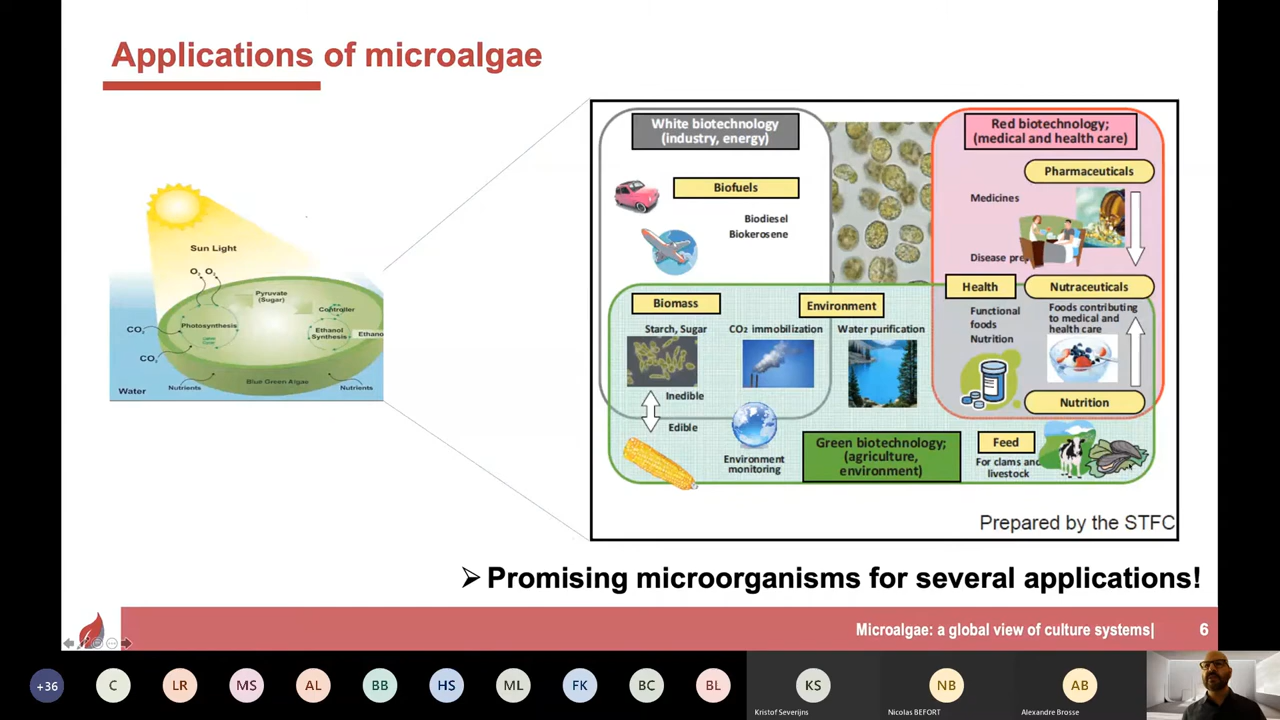 Applications of microalgae
Sun Light
O₂ O₂
Pyruvate
(Sugar)
Controller
Photosynthesis
Ethanol
Synthesis
Ethano
CO₂
CO₂
Blue Green Algae
Water
Nutrients
Nutrients
White biotechnology
(industry, energy)
Biofuels
Biodiesel
Biokerosene
Red biotechnology;
(medical and health care)
Pharmaceuticals
Medicines
Disease pre
Health
Nutraceuticals
Functional
foods
Nutrition
Foods contributing
to medical and
health care
Nutrition
Biomass
Environment
Starch, Sugar
CO₂ immobilization
Water purification
Inedible
Edible
Environment
monitoring
Green biotechnology;
(agriculture,
environment)
Feed
For clams and
livestock
Prepared by the STFC
➢ Promising microorganisms for several applications!
Microalgae: a global view of culture systems|
6
+36
C
LR
MS
AL
BB
HS
ML
FK
BC
BL
KS
NB
AB
Kristof Severijns
Nicolas BEFORT
Alexandre Brosse